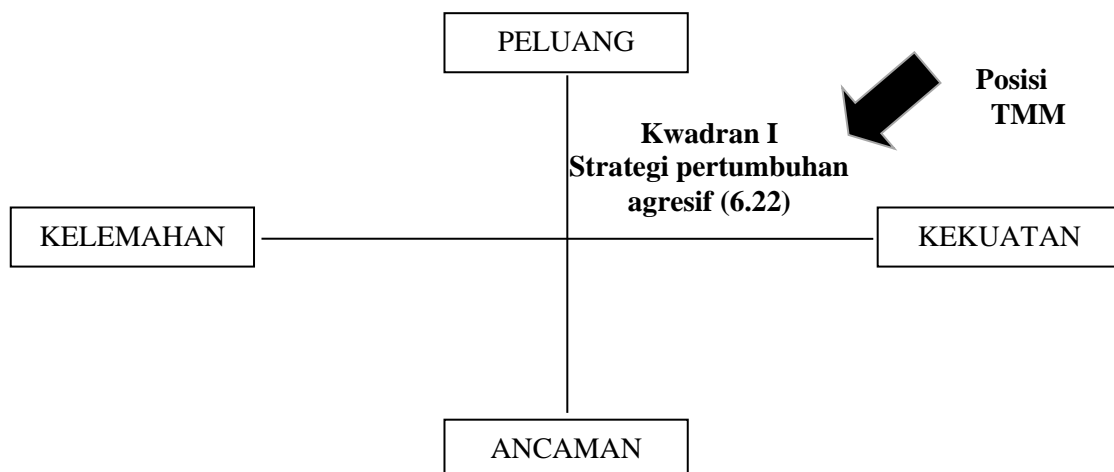 PELUANG
Posisi
TMM
Kwadran I
Strategi pertumbuhan
agresif (6.22)
KELEMAHAN
KEKUATAN
ANCAMAN